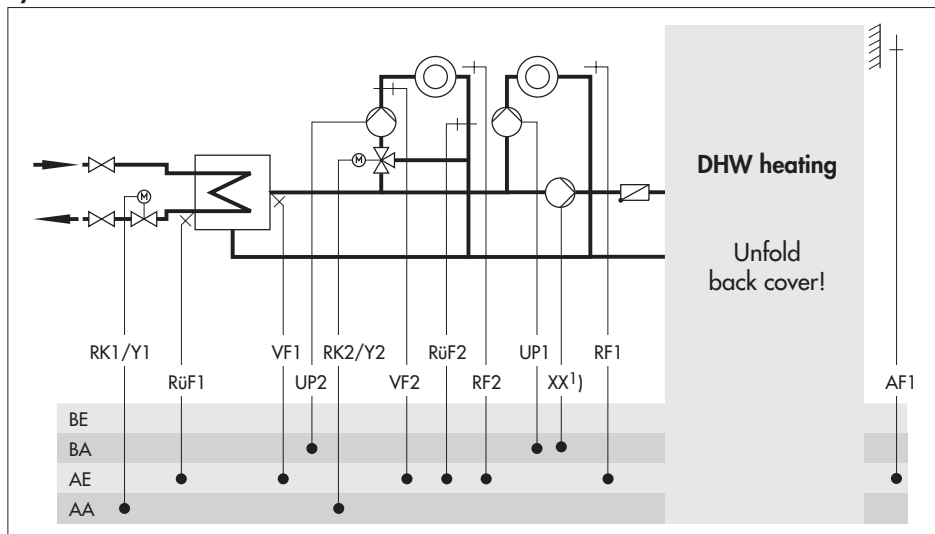 M
M
DHW heating
Unfold
back cover!
RK1/Y1 VF1 RK2/Y2 RüF2 UP1 RF1
RüF1 UP2 VF2 RF2 XX¹) AF1
BE
BA
AE
AA